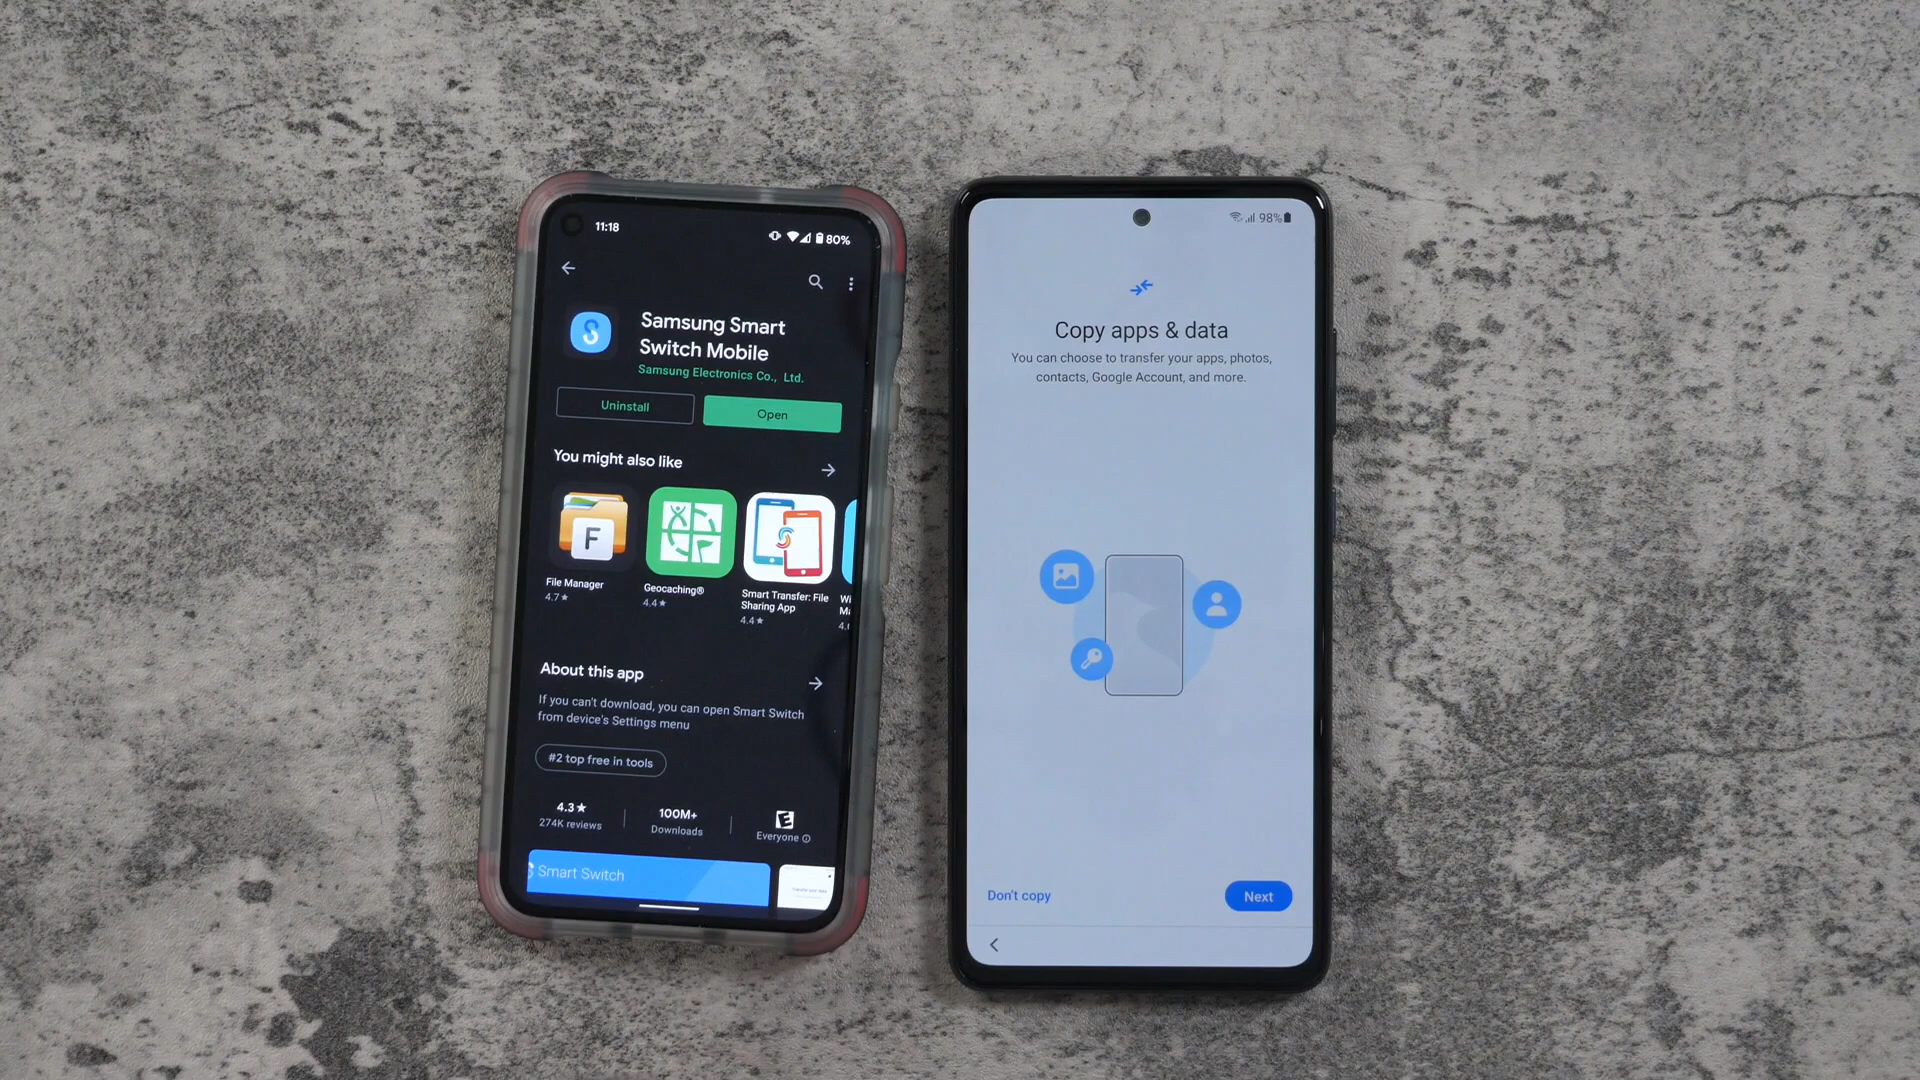 11:18
80%
Samsung Smart
Switch Mobile
Samsung Electronics Co., Ltd.
Uninstall
Open
You might also like
F
File Manager
4.7★
Geocaching®
4.4★
Smart Transfer: File
Sharing App
4.4★
Wi
Ma
4.
About this app
If you can't download, you can open Smart Switch
from device's Settings menu
#2 top free in tools
4.3★
274K reviews
100M+
Downloads
E
Everyone
Smart Switch
98%
Copy apps & data
You can choose to transfer your apps, photos,
contacts, Google Account, and more.
Don't copy
Next